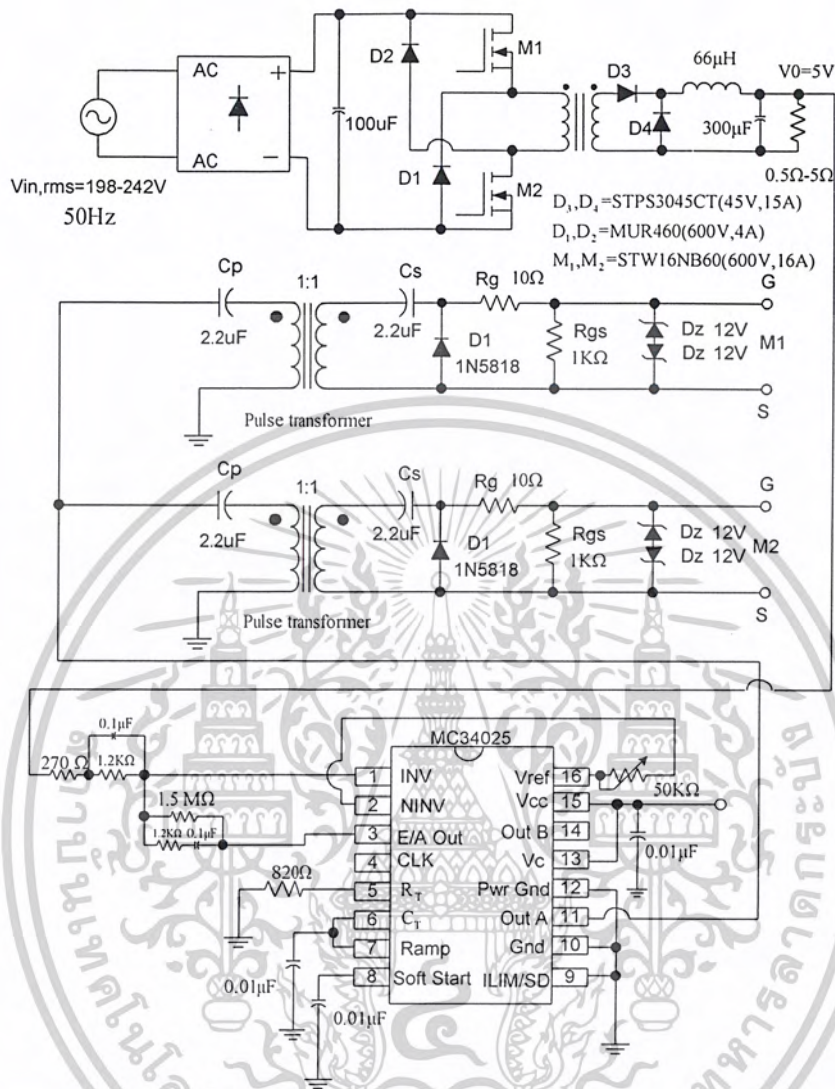 AC
+
AC
−
Vin,rms=198-242V
50Hz
100uF
D2
M1
D1
M2
D3
D4
66μH
300μF
V0=5V
0.5Ω-5Ω
D3,D4=STPS3045CT(45V,15A)
D1,D2=MUR460(600V,4A)
M1,M2=STW16NB60(600V,16A)
Cp
2.2uF
1:1
Cs
2.2uF
Rg 10Ω
D1
1N5818
Rgs
1KΩ
Dz 12V
Dz 12V
G
M1
S
Pulse transformer
Cp
2.2uF
1:1
Cs
2.2uF
Rg 10Ω
D1
1N5818
Rgs
1KΩ
Dz 12V
Dz 12V
G
M2
S
Pulse transformer
0.1μF
270 Ω
1.2KΩ
1.5 MΩ
1.2KΩ
0.1μF
820Ω
0.01μF
0.01μF
MC34025
1 INV
2 NINV
3 E/A Out
4 CLK
5 RT
6 CT
7 Ramp
8 Soft Start
Vref 16
Vcc 15
Out B 14
Vc 13
Pwr Gnd 12
Out A 11
Gnd 10
ILIM/SD 9
50KΩ
0.01μF